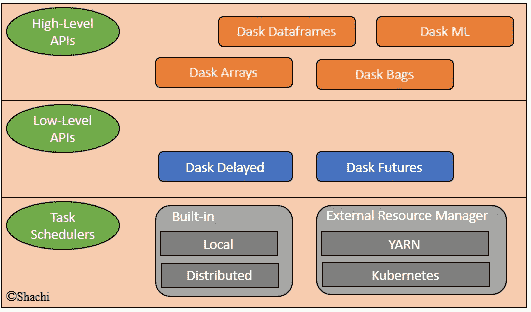 High-Level
APIs
Dask Dataframes
Dask ML
Dask Arrays
Dask Bags
Low-Level
APIs
Dask Delayed
Dask Futures
Task
Schedulers
Built-in
Local
Distributed
External Resource Manager
YARN
Kubernetes
©Shachi